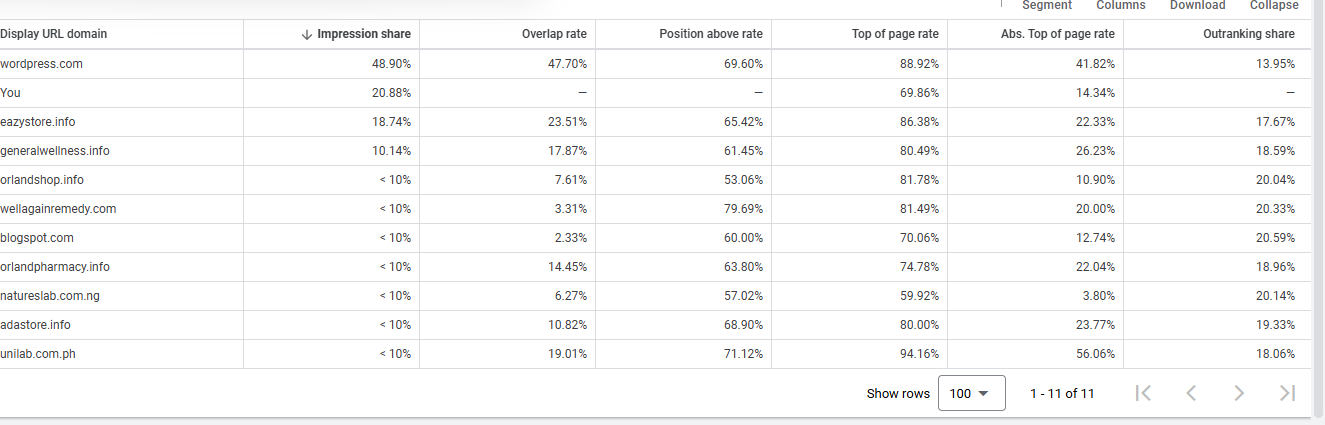 Segment Columns Download Collapse
Display URL domain Impression share Overlap rate Position above rate Top of page rate Abs. Top of page rate Outranking share
wordpress.com 48.90% 47.70% 69.60% 88.92% 41.82% 13.95%
You 20.88% — — 69.86% 14.34% —
eazystore.info 18.74% 23.51% 65.42% 86.38% 22.33% 17.67%
generalwellness.info 10.14% 17.87% 61.45% 80.49% 26.23% 18.59%
orlandshop.info < 10% 7.61% 53.06% 81.78% 10.90% 20.04%
wellagainremedy.com < 10% 3.31% 79.69% 81.49% 20.00% 20.33%
blogspot.com < 10% 2.33% 60.00% 70.06% 12.74% 20.59%
orlandpharmacy.info < 10% 14.45% 63.80% 74.78% 22.04% 18.96%
natureslab.com.ng < 10% 6.27% 57.02% 59.92% 3.80% 20.14%
adastore.info < 10% 10.82% 68.90% 80.00% 23.77% 19.33%
unilab.com.ph < 10% 19.01% 71.12% 94.16% 56.06% 18.06%
Show rows 100 1 - 11 of 11